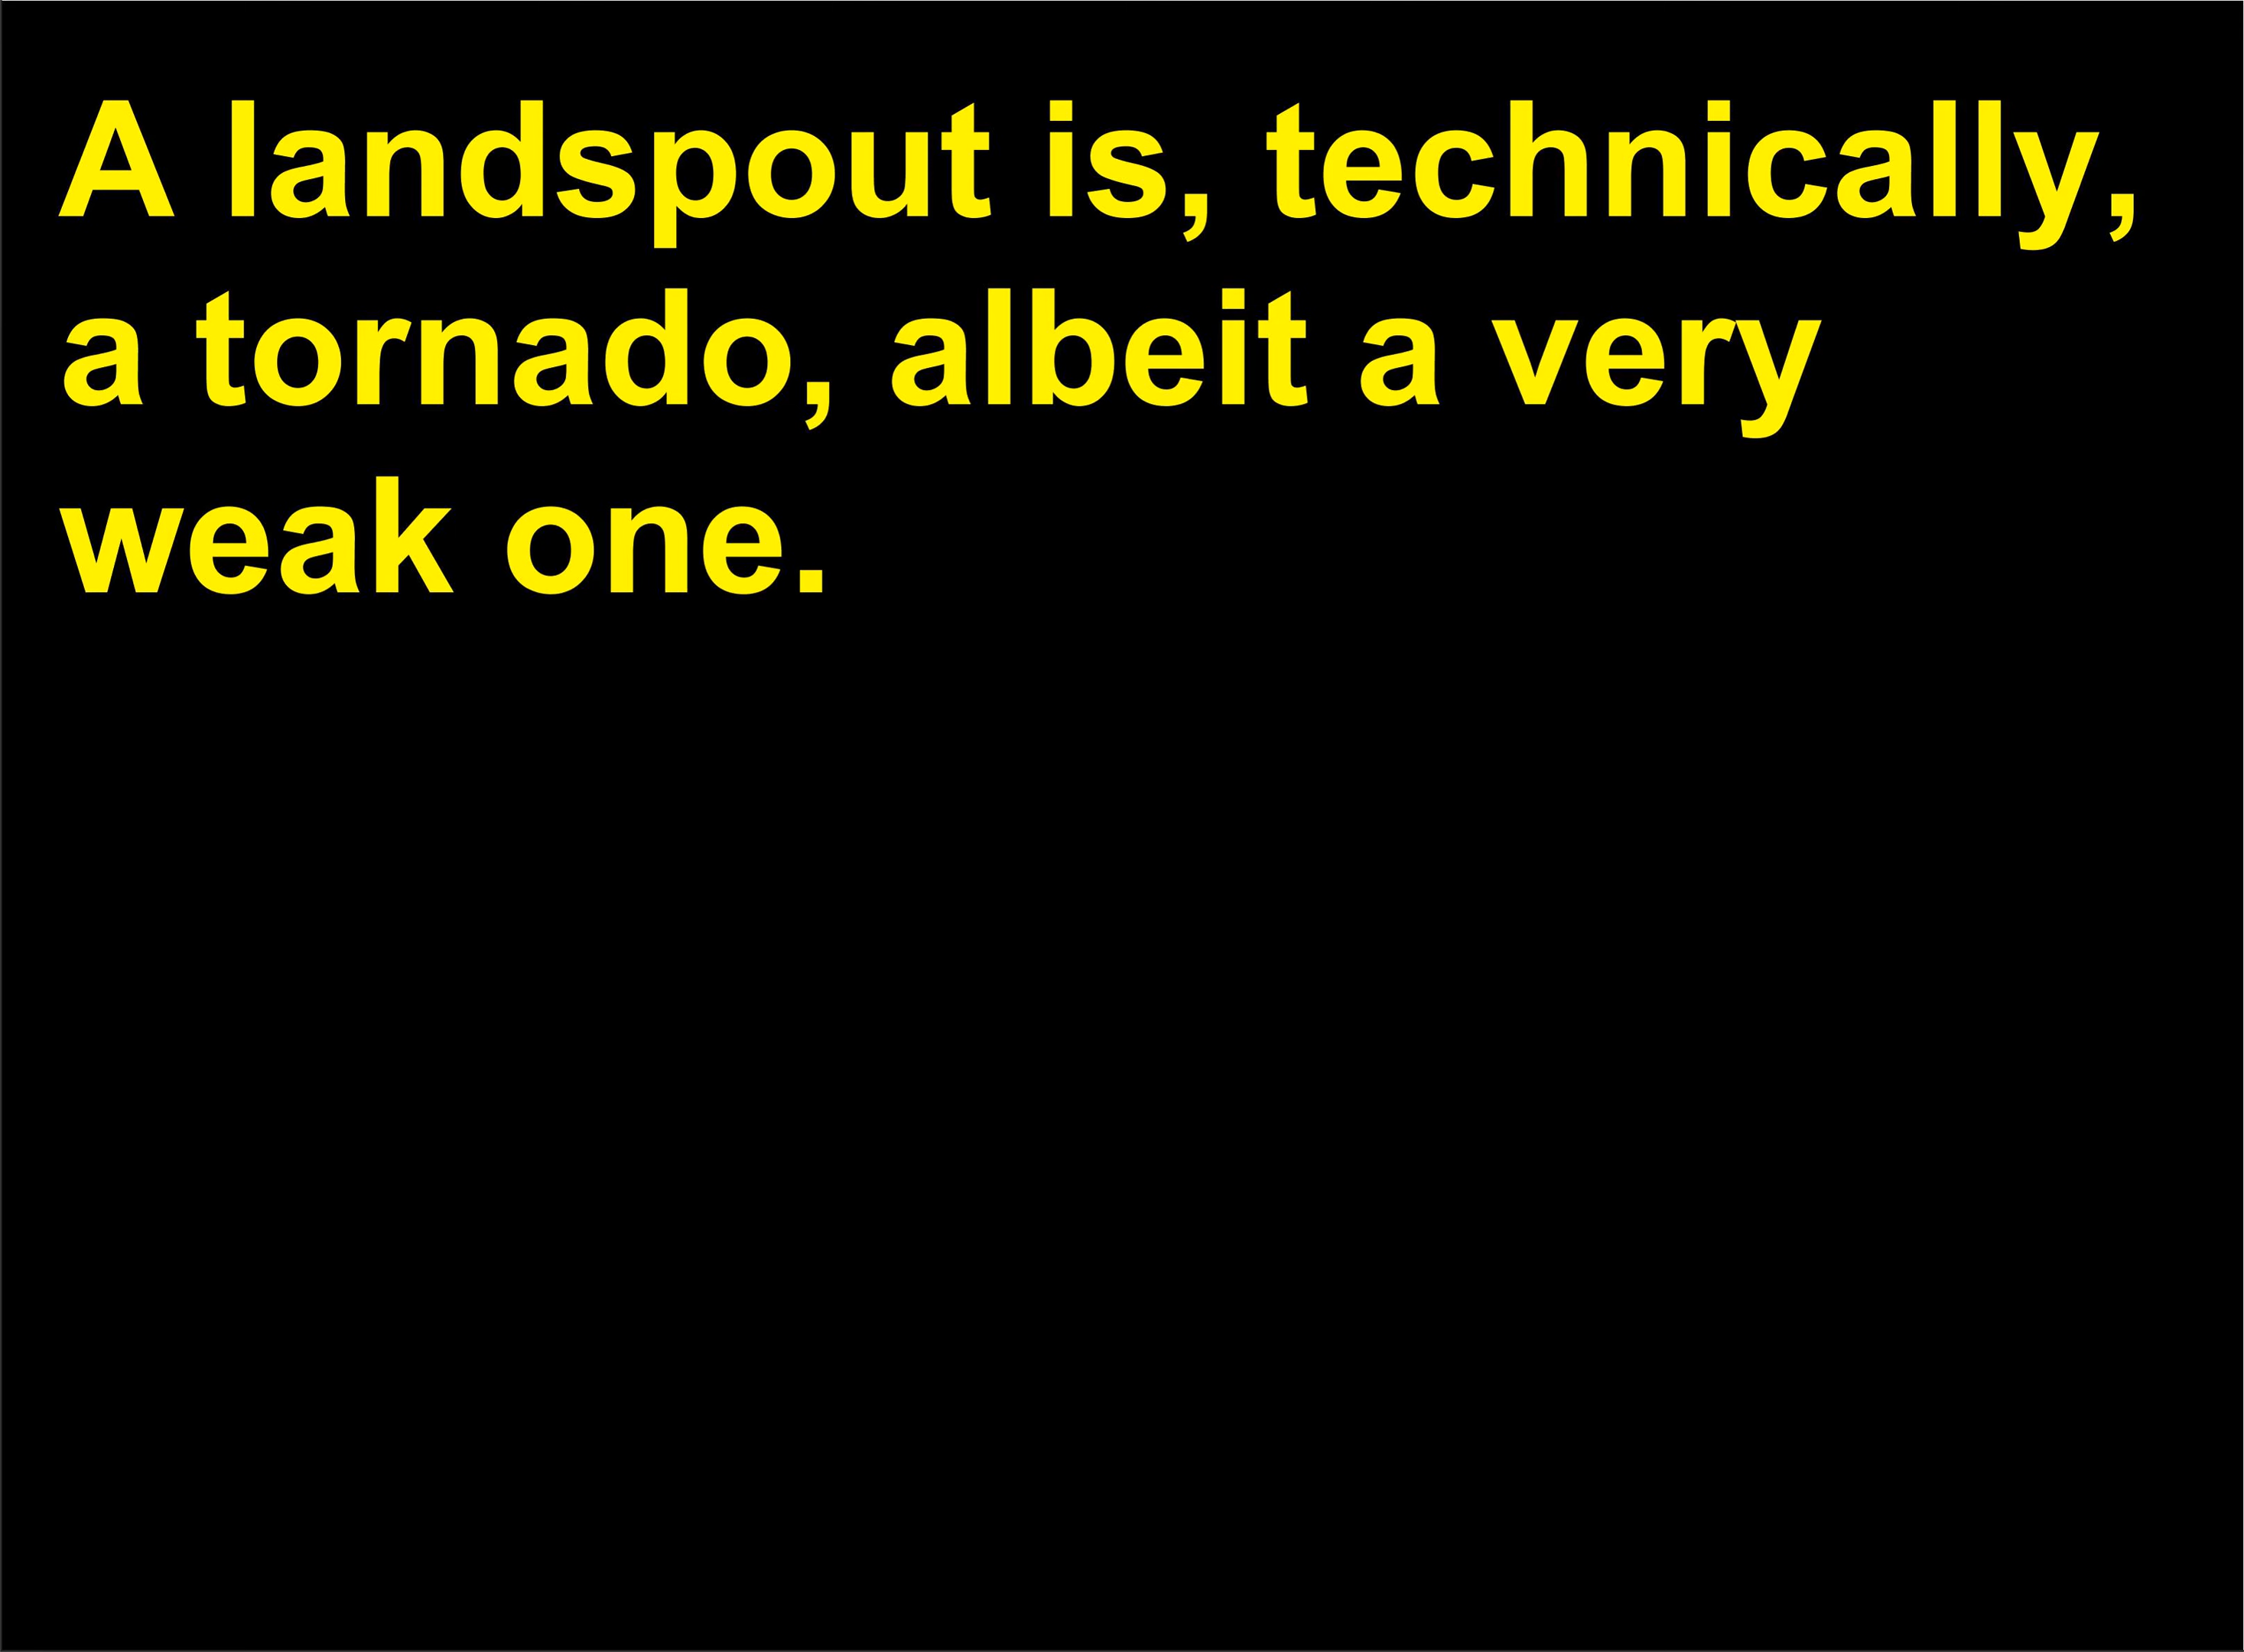 A landspout is, technically,
a tornado, albeit a very
weak one.